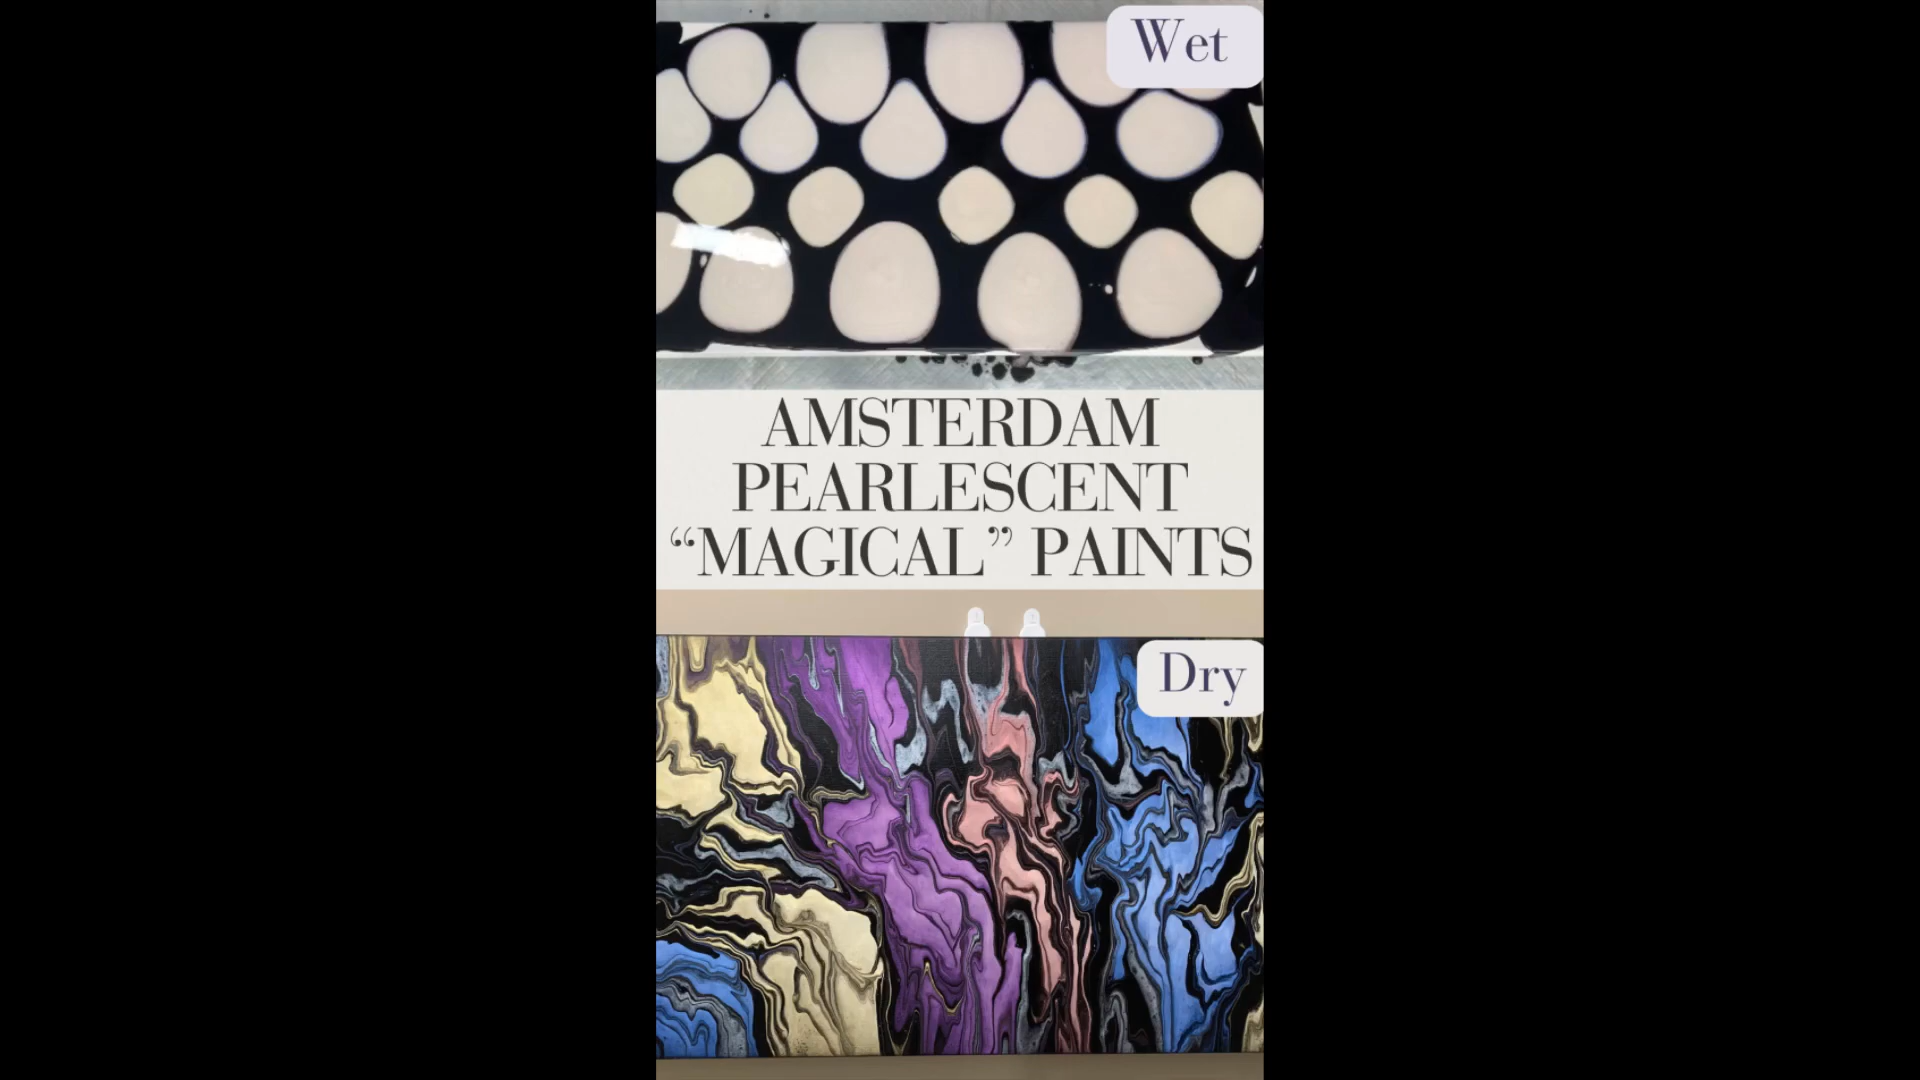 Wet
AMSTERDAM
PEARLESCENT
“MAGICAL” PAINTS
Dry